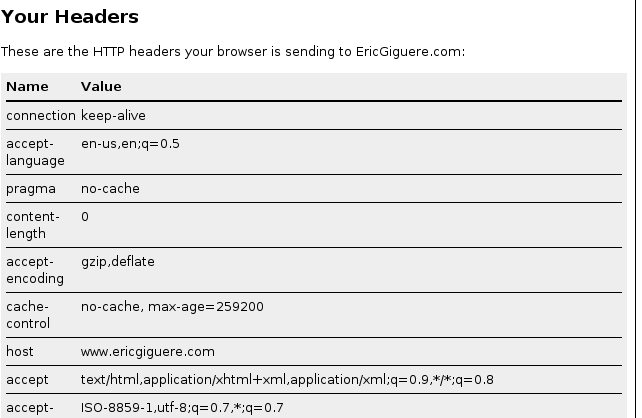 Your Headers
These are the HTTP headers your browser is sending to EricGiguere.com:
Name Value
connection keep-alive
accept- en-us,en;q=0.5
language
pragma no-cache
content- 0
length
accept- gzip,deflate
encoding
cache- no-cache, max-age=259200
control
host www.ericgiguere.com
accept text/html,application/xhtml+xml,application/xml;q=0.9,*/*;q=0.8
accept- ISO-8859-1,utf-8;q=0.7,*;q=0.7